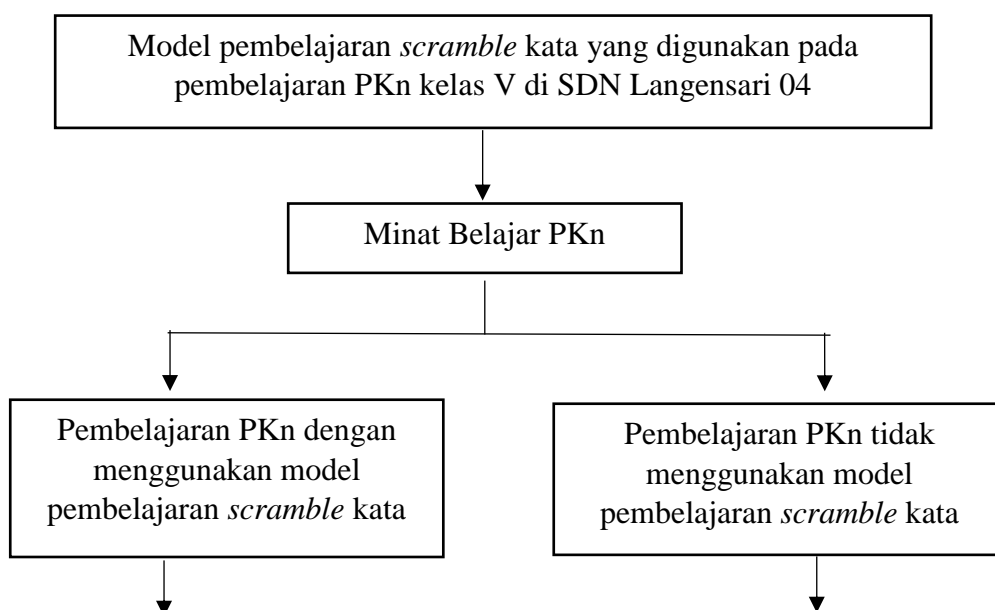 Model pembelajaran scramble kata yang digunakan pada
pembelajaran PKn kelas V di SDN Langensari 04
Minat Belajar PKn
Pembelajaran PKn dengan
menggunakan model
pembelajaran scramble kata
Pembelajaran PKn tidak
menggunakan model
pembelajaran scramble kata